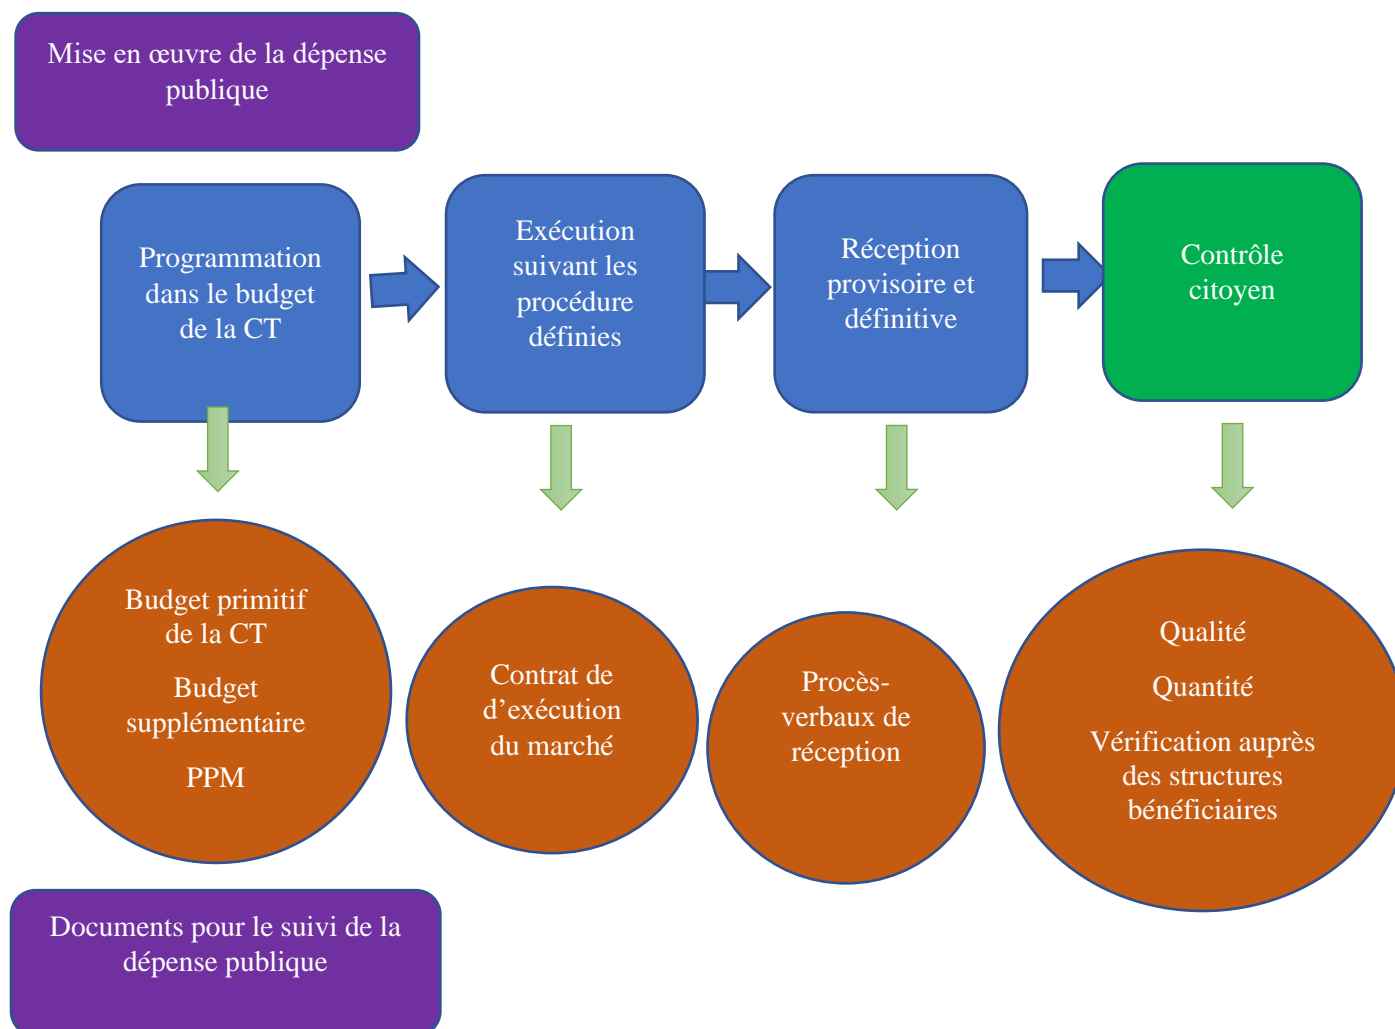 Mise en œuvre de la dépense
publique
Programmation
dans le budget
de la CT
Exécution
suivant les
procédure
définies
Réception
provisoire et
définitive
Contrôle
citoyen
Budget primitif
de la CT
Budget
supplémentaire
PPM
Contrat de
d’exécution
du marché
Procès-
verbaux de
réception
Qualité
Quantité
Vérification auprès
des structures
bénéficiaires
Documents pour le suivi de la
dépense publique